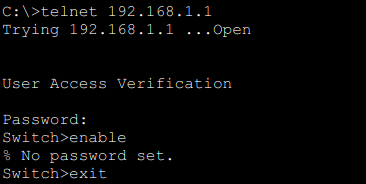 C:\>telnet 192.168.1.1
Trying 192.168.1.1 ...Open
User Access Verification
Password:
Switch>enable
% No password set.
Switch>exit